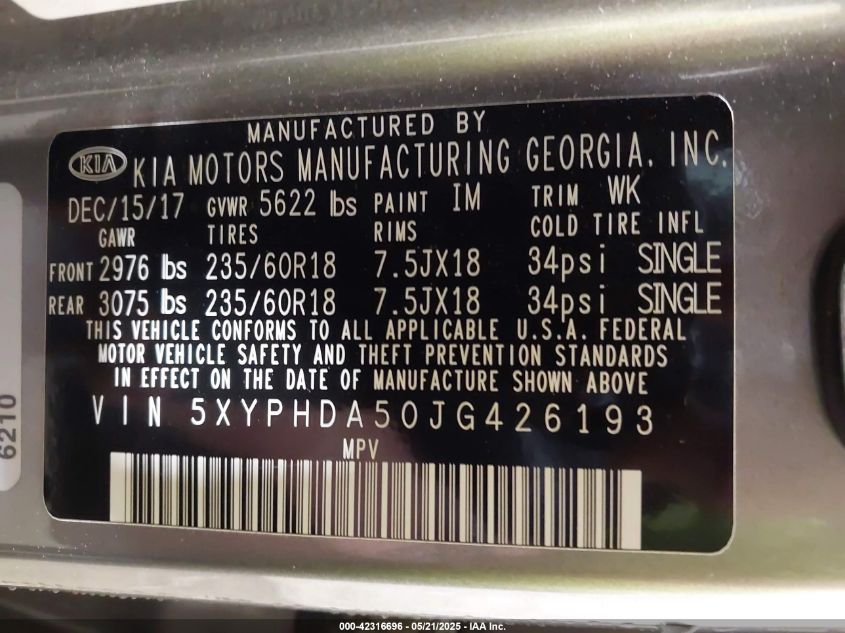 MANUFACTURED BY
KIA KIA MOTORS MANUFACTURING GEORGIA, INC.
DEC/15/17 GVWR 5622 lbs PAINT IM TRIM WK
GAWR TIRES RIMS COLD TIRE INFL
FRONT 2976 lbs 235/60R18 7.5JX18 34psi SINGLE
REAR 3075 lbs 235/60R18 7.5JX18 34psi SINGLE
THIS VEHICLE CONFORMS TO ALL APPLICABLE U.S.A. FEDERAL
MOTOR VEHICLE SAFETY AND THEFT PREVENTION STANDARDS
IN EFFECT ON THE DATE OF MANUFACTURE SHOWN ABOVE
VIN 5XYPHDA50JG426193
MPV
6210
000-42316696 - 05/21/2025 - IAA Inc.